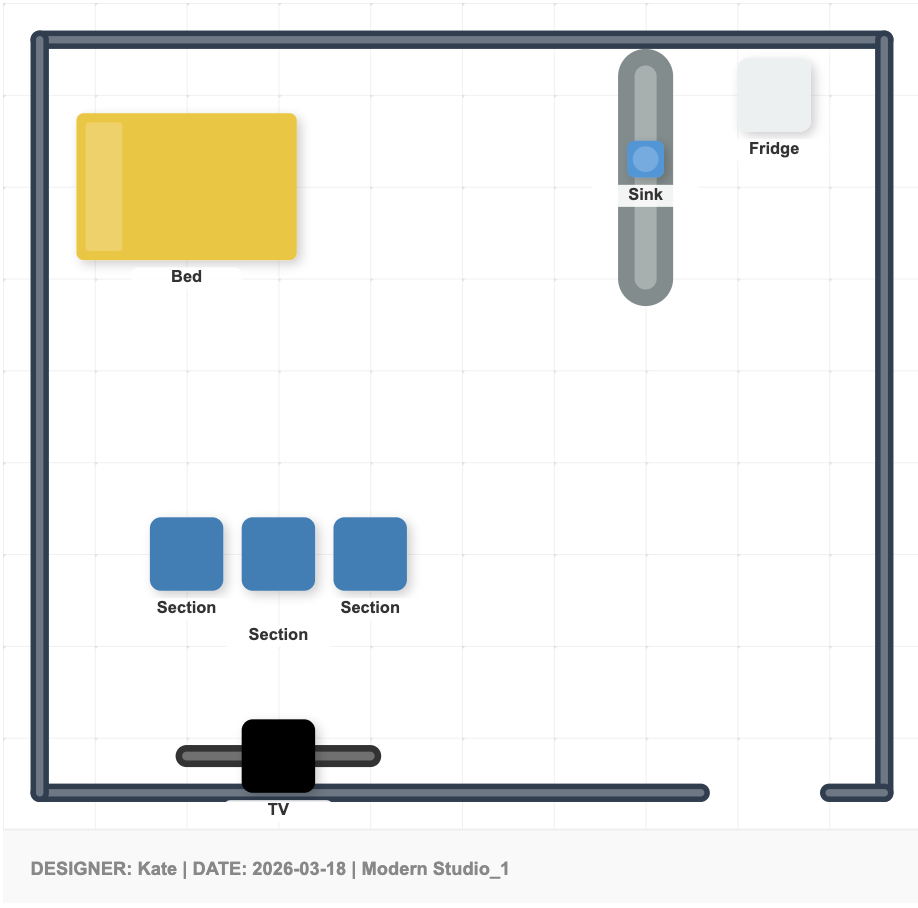 Fridge
Sink
Bed
Section
Section
Section
TV
DESIGNER: Kate | DATE: 2026-03-18 | Modern Studio_1